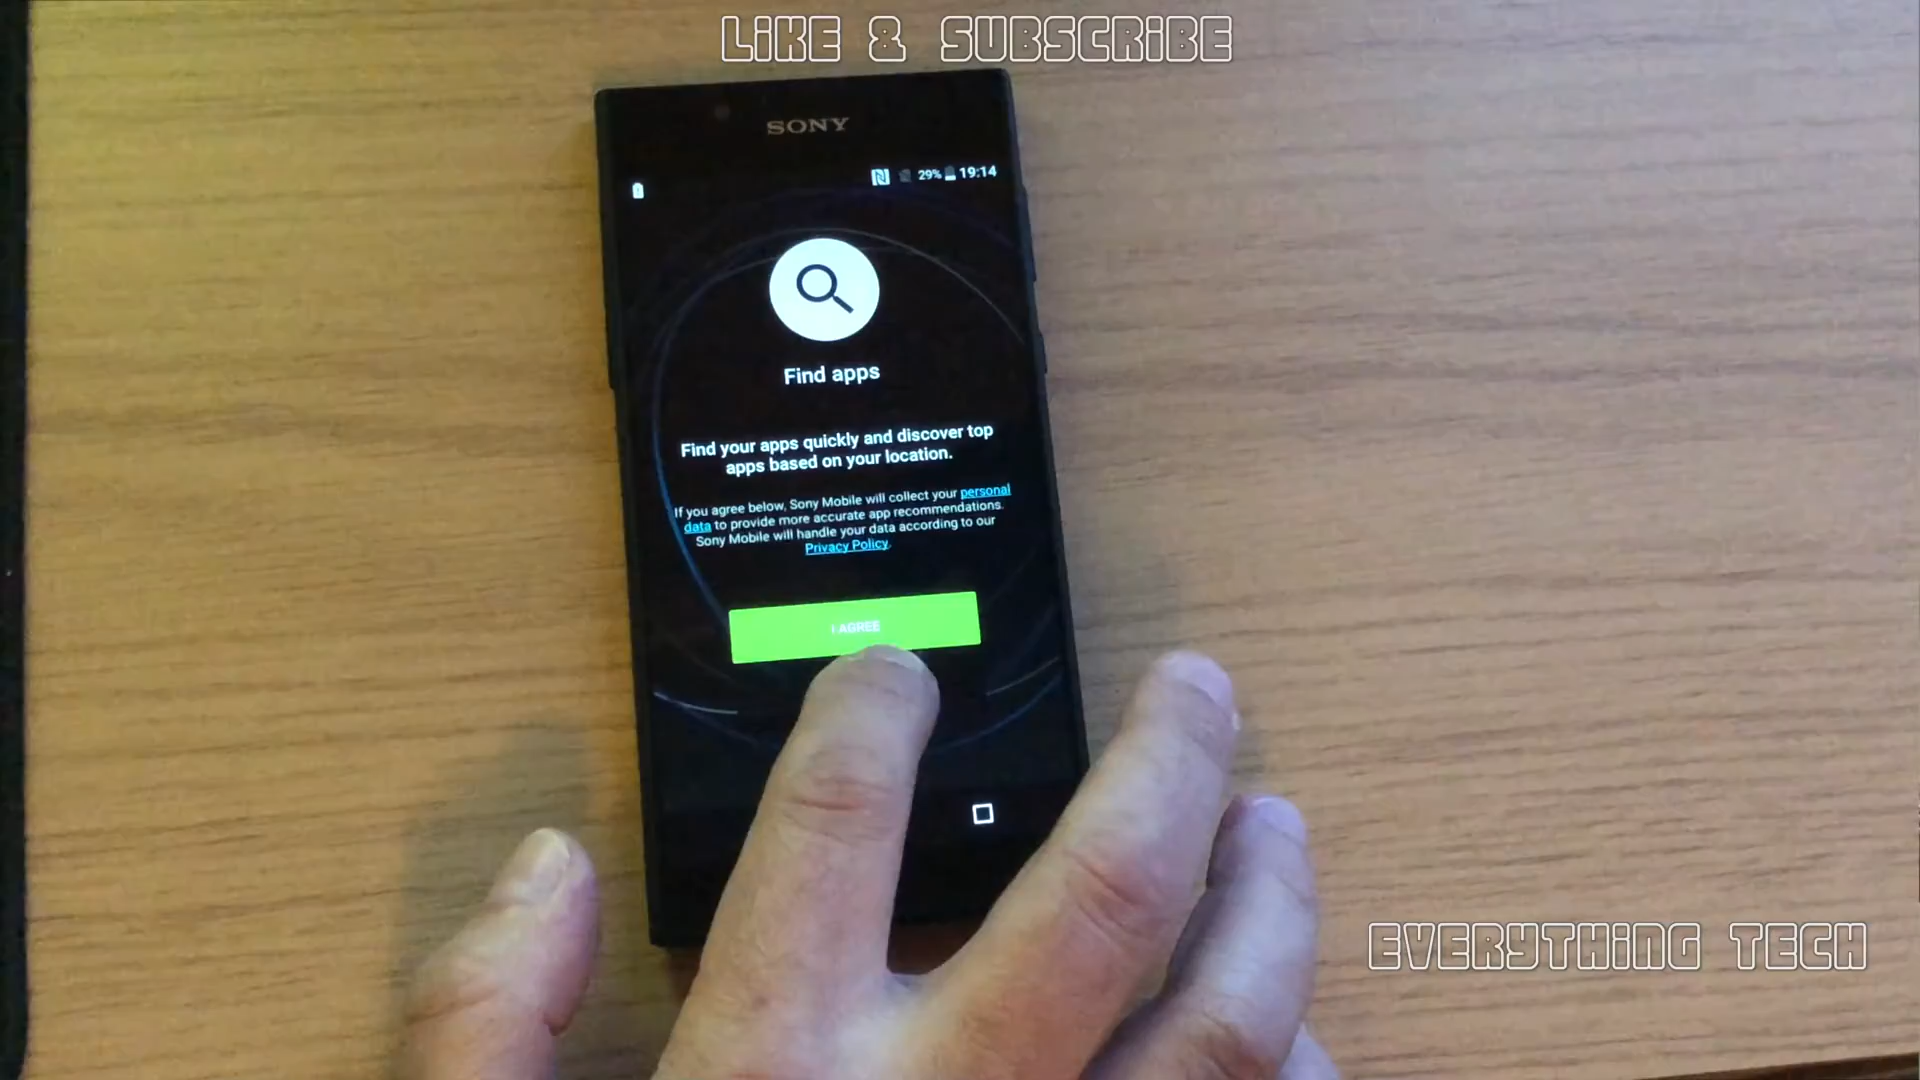 LiKE & SUBSCRiBE
SONY
29% 19:14
Find apps
Find your apps quickly and discover top
apps based on your location.
If you agree below, Sony Mobile will collect your personal
data to provide more accurate app recommendations.
Sony Mobile will handle your data according to our
Privacy Policy.
I AGREE
EVERYTHiNG TECH